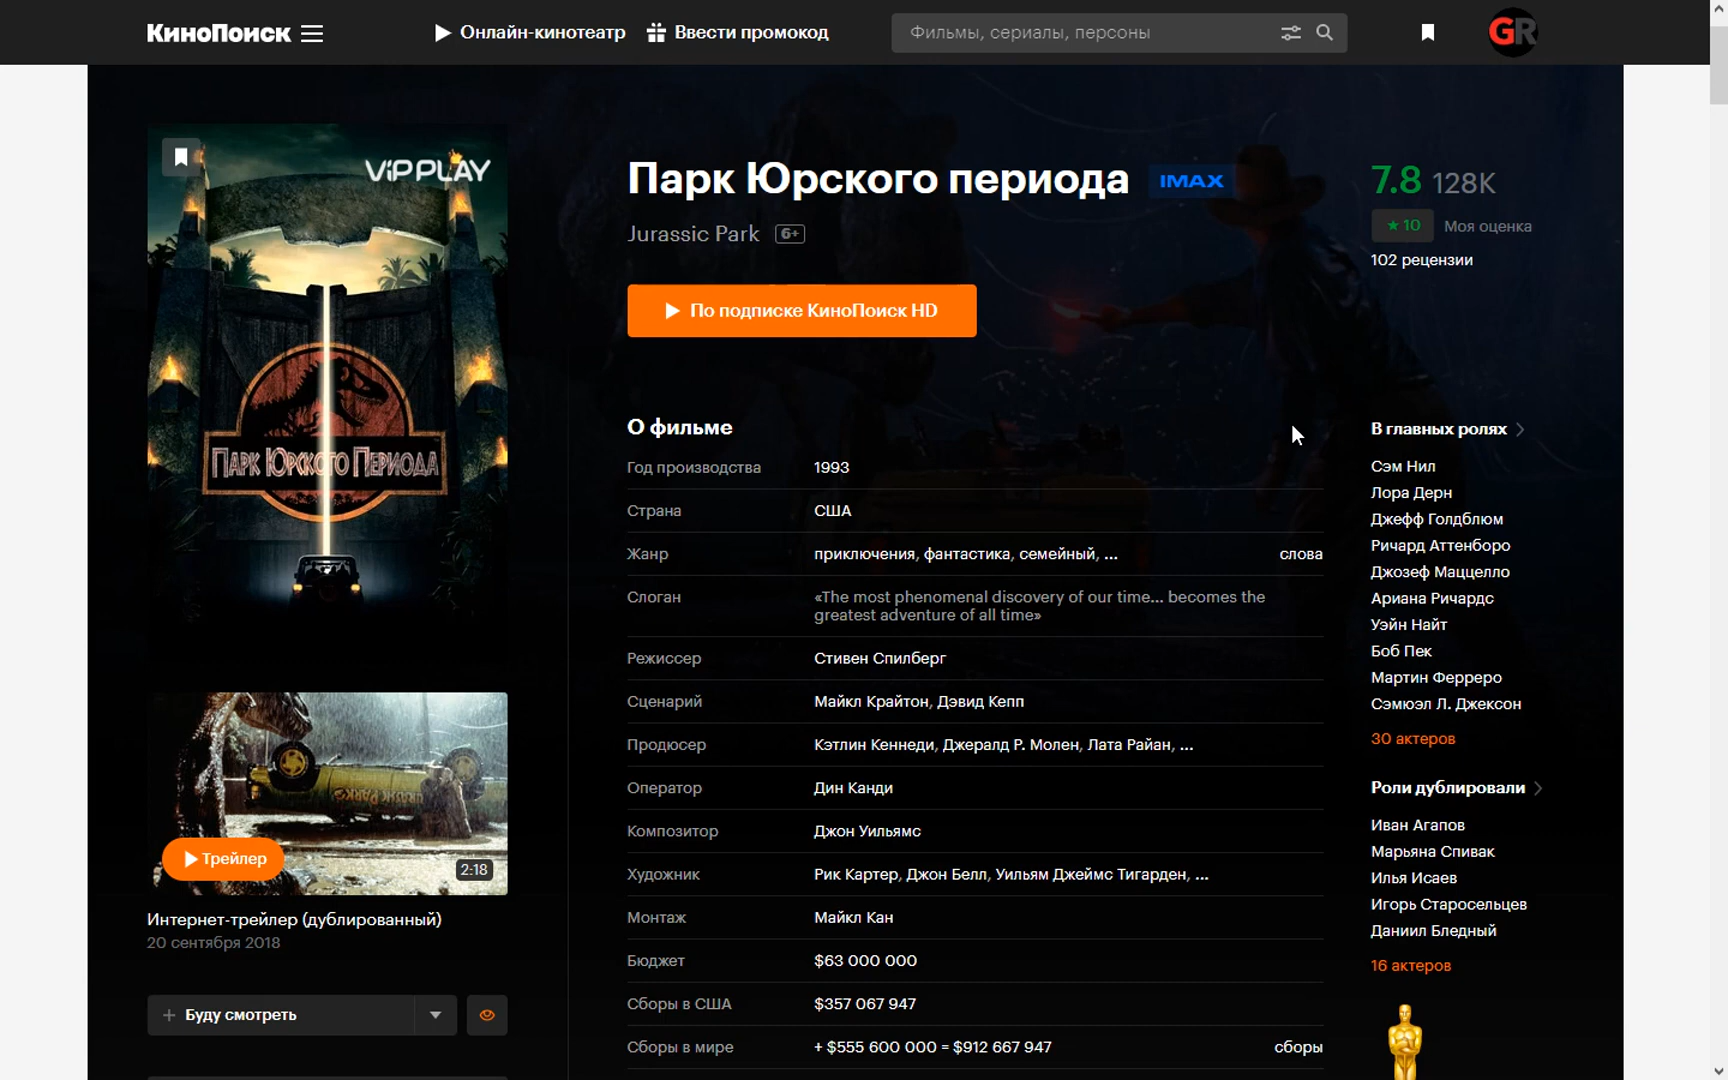 КиноПоиск
Онлайн-кинотеатр
Ввести промокод
Фильмы, сериалы, персоны
GR
ViP PLAY
Парк Юрского Периода
Трейлер
2:18
Интернет-трейлер (дублированный)
20 сентября 2018
+ Буду смотреть
Парк Юрского периода IMAX
Jurassic Park 6+
По подписке КиноПоиск HD
О фильме
Год производства 1993
Страна США
Жанр приключения, фантастика, семейный, ... слова
Слоган «The most phenomenal discovery of our time... becomes the
greatest adventure of all time»
Режиссер Стивен Спилберг
Сценарий Майкл Крайтон, Дэвид Кепп
Продюсер Кэтлин Кеннеди, Джералд Р. Молен, Лата Райан, ...
Оператор Дин Канди
Композитор Джон Уильямс
Художник Рик Картер, Джон Белл, Уильям Джеймс Тигарден, ...
Монтаж Майкл Кан
Бюджет $63 000 000
Сборы в США $357 067 947
Сборы в мире + $555 600 000 = $912 667 947 сборы
7.8 128K
★ 10 Моя оценка
102 рецензии
В главных ролях
Сэм Нил
Лора Дерн
Джефф Голдблюм
Ричард Аттенборо
Джозеф Маццелло
Ариана Ричардс
Уэйн Найт
Боб Пек
Мартин Ферреро
Сэмюэл Л. Джексон
30 актеров
Роли дублировали
Иван Агапов
Марьяна Спивак
Илья Исаев
Игорь Старосельцев
Даниил Бледный
16 актеров